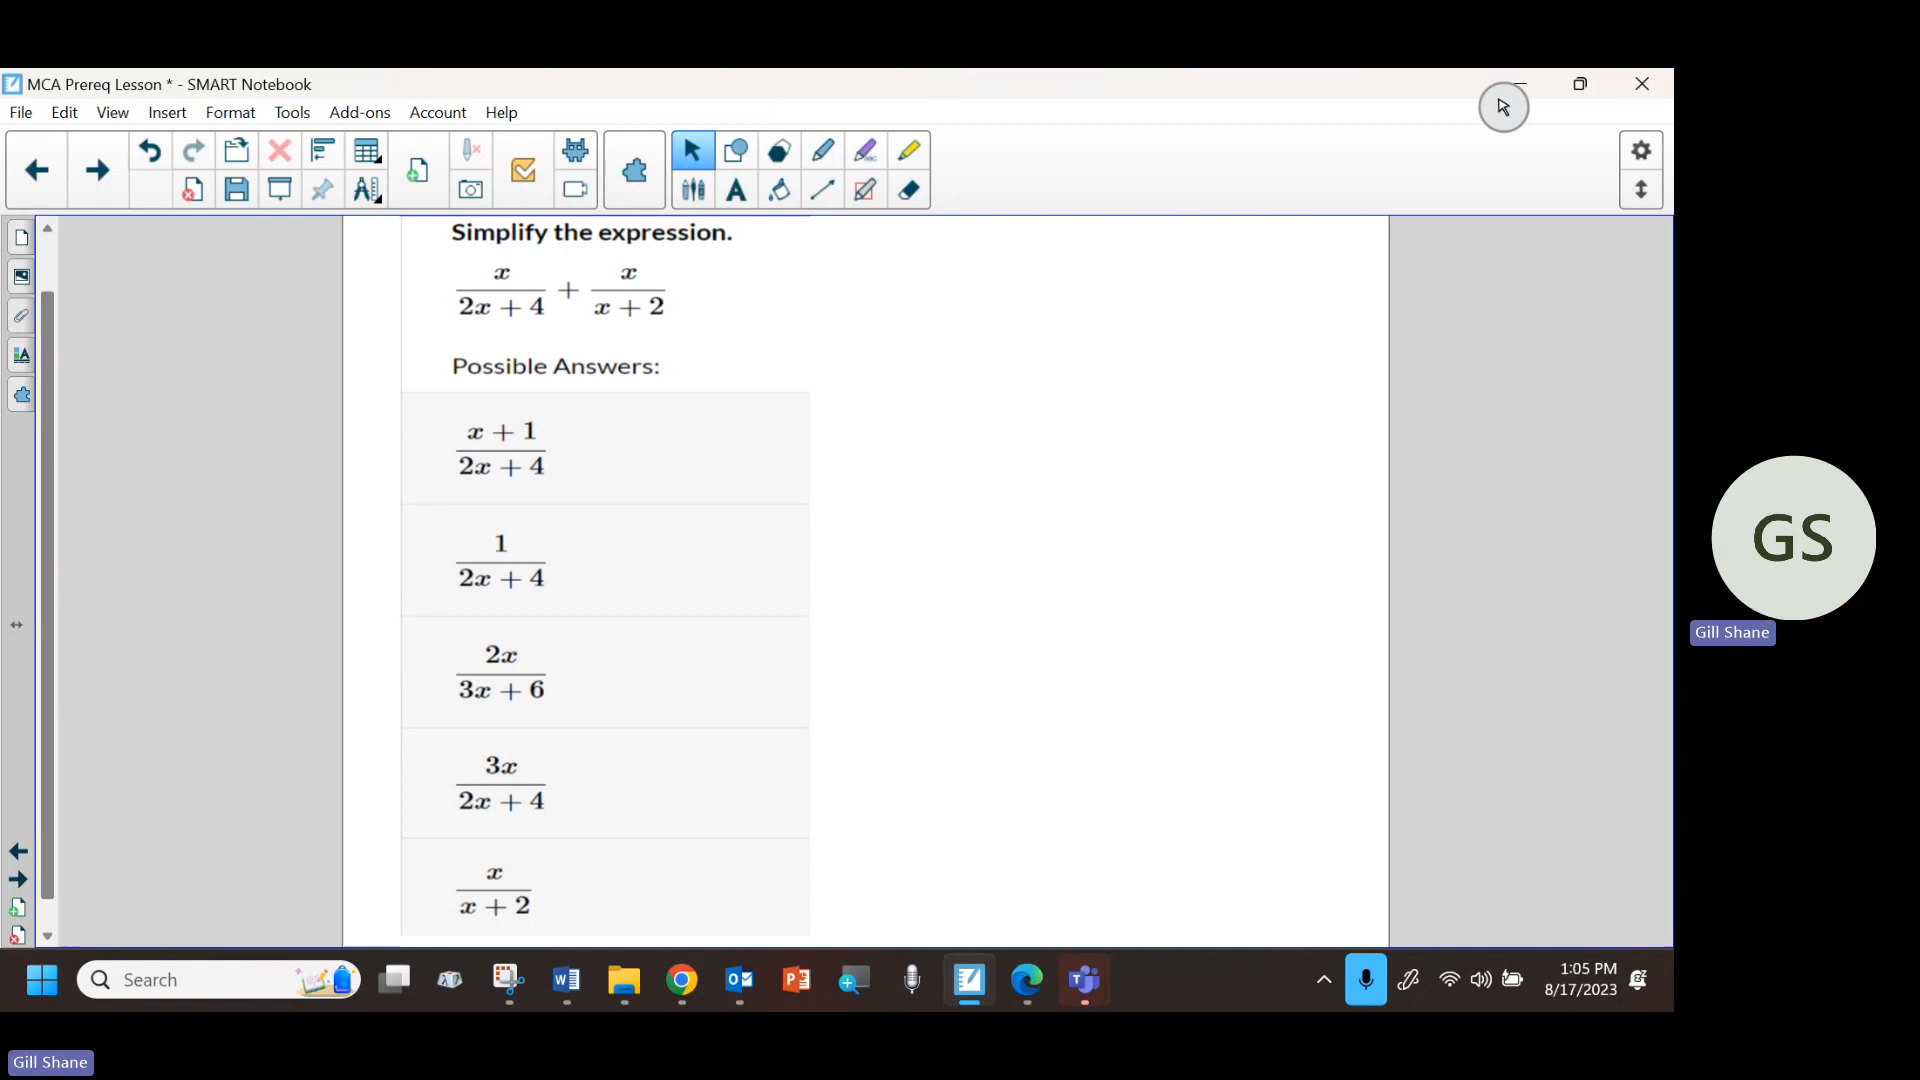 MCA Prereq Lesson * - SMART Notebook
File Edit View Insert Format Tools Add-ons Account Help
Simplify the expression.
x/(2x + 4) + x/(x + 2)
Possible Answers:
(x + 1)/(2x + 4)
1/(2x + 4)
2x/(3x + 6)
3x/(2x + 4)
x/(x + 2)
GS
Gill Shane
Search
1:05 PM
8/17/2023
Gill Shane